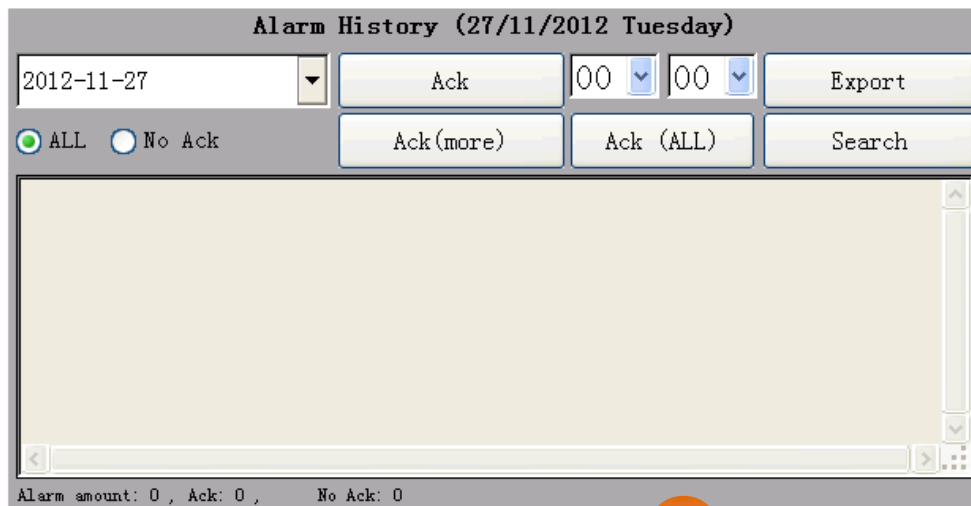 Alarm History (27/11/2012 Tuesday)
2012-11-27 Ack 00 00 Export
ALL No Ack Ack(more) Ack (ALL) Search
Alarm amount: 0 , Ack: 0 , No Ack: 0